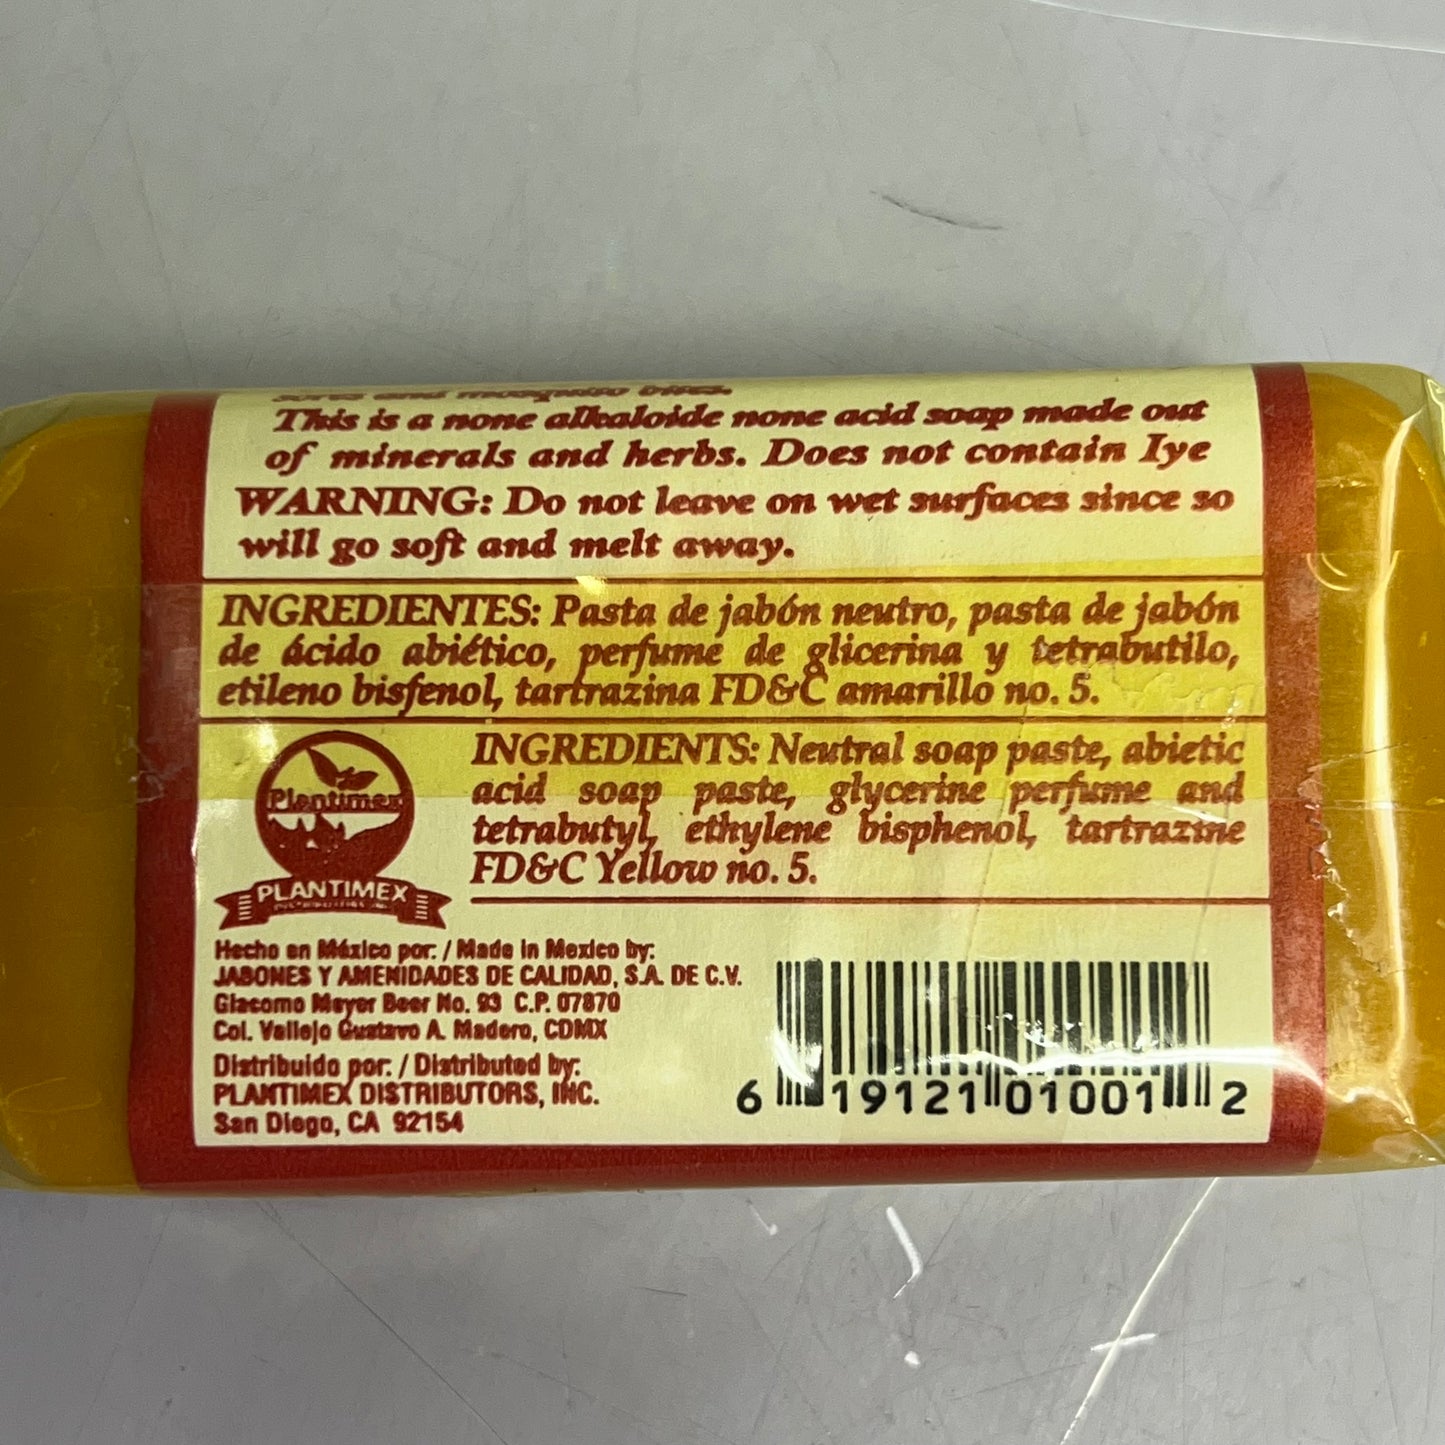 sores and mosquito bites.
This is a none alkaloide none acid soap made out
of minerals and herbs. Does not contain Iye
WARNING: Do not leave on wet surfaces since so
will go soft and melt away.
INGREDIENTES: Pasta de jabón neutro, pasta de jabón
de ácido abiético, perfume de glicerina y tetrabutilo,
etileno bisfenol, tartrazina FD&C amarillo no. 5.
INGREDIENTS: Neutral soap paste, abietic
acid soap paste, glycerine perfume and
tetrabutyl, ethylene bisphenol, tartrazine
FD&C Yellow no. 5.
Plantimex
PLANTIMEX
Hecho en México por: / Made in Mexico by:
JABONES Y AMENIDADES DE CALIDAD, S.A. DE C.V.
Giacomo Meyer Beer No. 93 C.P. 07870
Col. Vallejo Gustavo A. Madero, CDMX
Distribuido por: / Distributed by:
PLANTIMEX DISTRIBUTORS, INC.
San Diego, CA 92154
6 19121 01001 2